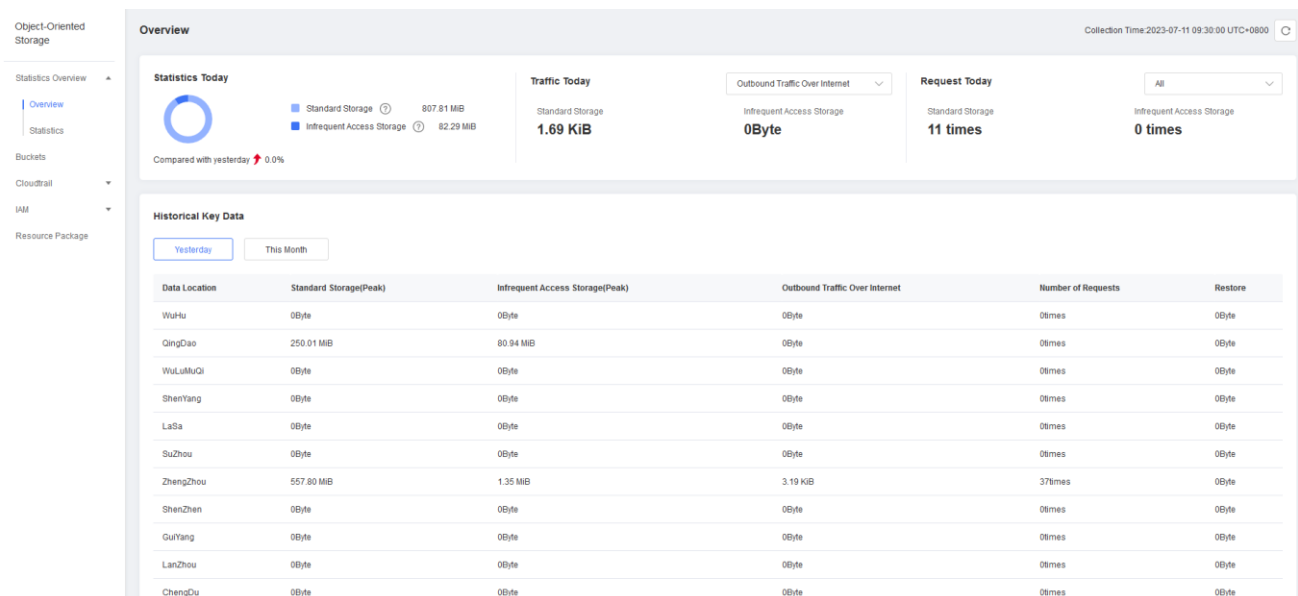 Object-Oriented
Storage
Statistics Overview
Overview
Statistics
Buckets
Cloudtrail
IAM
Resource Package
Overview
Collection Time:2023-07-11 09:30:00 UTC+0800
Statistics Today
Standard Storage ? 807.81 MiB
Infrequent Access Storage ? 82.29 MiB
Compared with yesterday 0.0%
Traffic Today
Outbound Traffic Over Internet
Standard Storage
Infrequent Access Storage
1.69 KiB
0Byte
Request Today
All
Standard Storage
Infrequent Access Storage
11 times
0 times
Historical Key Data
Yesterday This Month
Data Location Standard Storage(Peak) Infrequent Access Storage(Peak) Outbound Traffic Over Internet Number of Requests Restore
WuHu 0Byte 0Byte 0Byte 0times 0Byte
QingDao 250.01 MiB 80.94 MiB 0Byte 0times 0Byte
WuLuMuQi 0Byte 0Byte 0Byte 0times 0Byte
ShenYang 0Byte 0Byte 0Byte 0times 0Byte
LaSa 0Byte 0Byte 0Byte 0times 0Byte
SuZhou 0Byte 0Byte 0Byte 0times 0Byte
ZhengZhou 557.80 MiB 1.35 MiB 3.19 KiB 37times 0Byte
ShenZhen 0Byte 0Byte 0Byte 0times 0Byte
GuiYang 0Byte 0Byte 0Byte 0times 0Byte
LanZhou 0Byte 0Byte 0Byte 0times 0Byte
ChengDu 0Byte 0Byte 0Byte 0times 0Byte